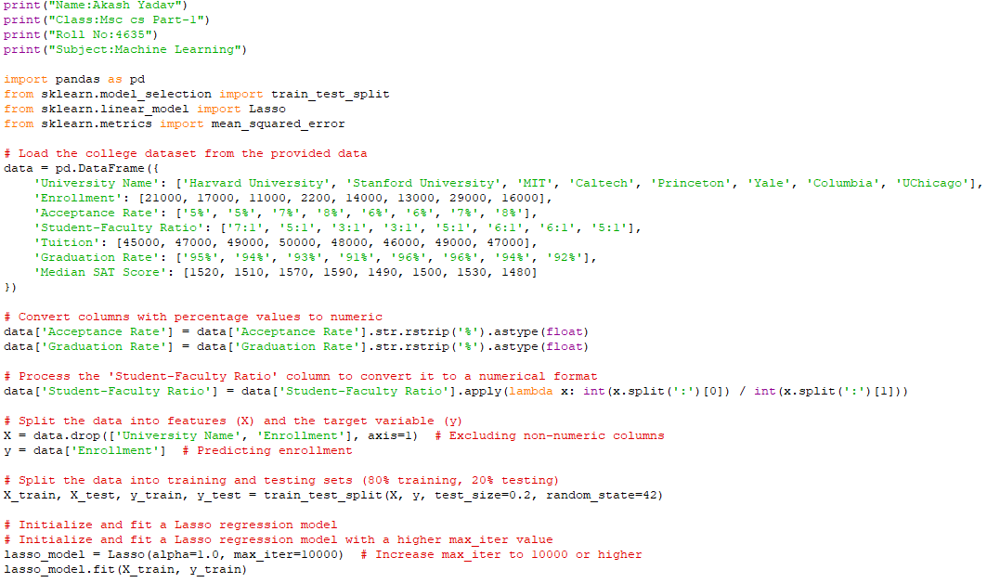 print("Name:Akash Yadav")
print("Class:Msc cs Part-1")
print("Roll No:4635")
print("Subject:Machine Learning")
import pandas as pd
from sklearn.model_selection import train_test_split
from sklearn.linear_model import Lasso
from sklearn.metrics import mean_squared_error
# Load the college dataset from the provided data
data = pd.DataFrame({
    'University Name': ['Harvard University', 'Stanford University', 'MIT', 'Caltech', 'Princeton', 'Yale', 'Columbia', 'UChicago'],
    'Enrollment': [21000, 17000, 11000, 2200, 14000, 13000, 29000, 16000],
    'Acceptance Rate': ['5%', '5%', '7%', '8%', '6%', '6%', '7%', '8%'],
    'Student-Faculty Ratio': ['7:1', '5:1', '3:1', '3:1', '5:1', '6:1', '6:1', '5:1'],
    'Tuition': [45000, 47000, 49000, 50000, 48000, 46000, 49000, 47000],
    'Graduation Rate': ['95%', '94%', '93%', '91%', '96%', '96%', '94%', '92%'],
    'Median SAT Score': [1520, 1510, 1570, 1590, 1490, 1500, 1530, 1480]
})
# Convert columns with percentage values to numeric
data['Acceptance Rate'] = data['Acceptance Rate'].str.rstrip('%').astype(float)
data['Graduation Rate'] = data['Graduation Rate'].str.rstrip('%').astype(float)
# Process the 'Student-Faculty Ratio' column to convert it to a numerical format
data['Student-Faculty Ratio'] = data['Student-Faculty Ratio'].apply(lambda x: int(x.split(':')[0]) / int(x.split(':')[1]))
# Split the data into features (X) and the target variable (y)
X = data.drop(['University Name', 'Enrollment'], axis=1)  # Excluding non-numeric columns
y = data['Enrollment']  # Predicting enrollment
# Split the data into training and testing sets (80% training, 20% testing)
X_train, X_test, y_train, y_test = train_test_split(X, y, test_size=0.2, random_state=42)
# Initialize and fit a Lasso regression model
# Initialize and fit a Lasso regression model with a higher max_iter value
lasso_model = Lasso(alpha=1.0, max_iter=10000)  # Increase max_iter to 10000 or higher
lasso_model.fit(X_train, y_train)